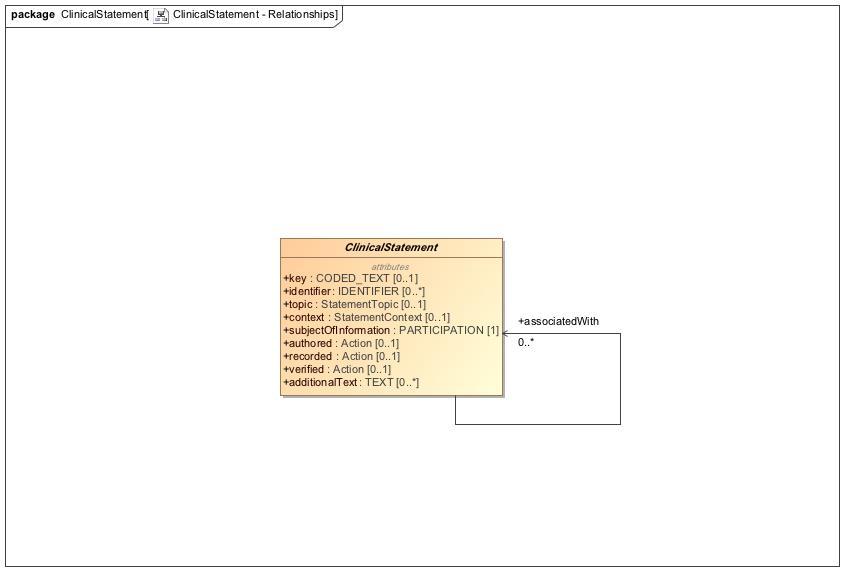 package ClinicalStatement[ ClinicalStatement - Relationships]
ClinicalStatement
attributes
+key : CODED_TEXT [0..1]
+identifier : IDENTIFIER [0..*]
+topic : StatementTopic [0..1]
+context : StatementContext [0..1]
+subjectOfInformation : PARTICIPATION [1]
+authored : Action [0..1]
+recorded : Action [0..1]
+verified : Action [0..1]
+additionalText : TEXT [0..*]
+associatedWith
0..*